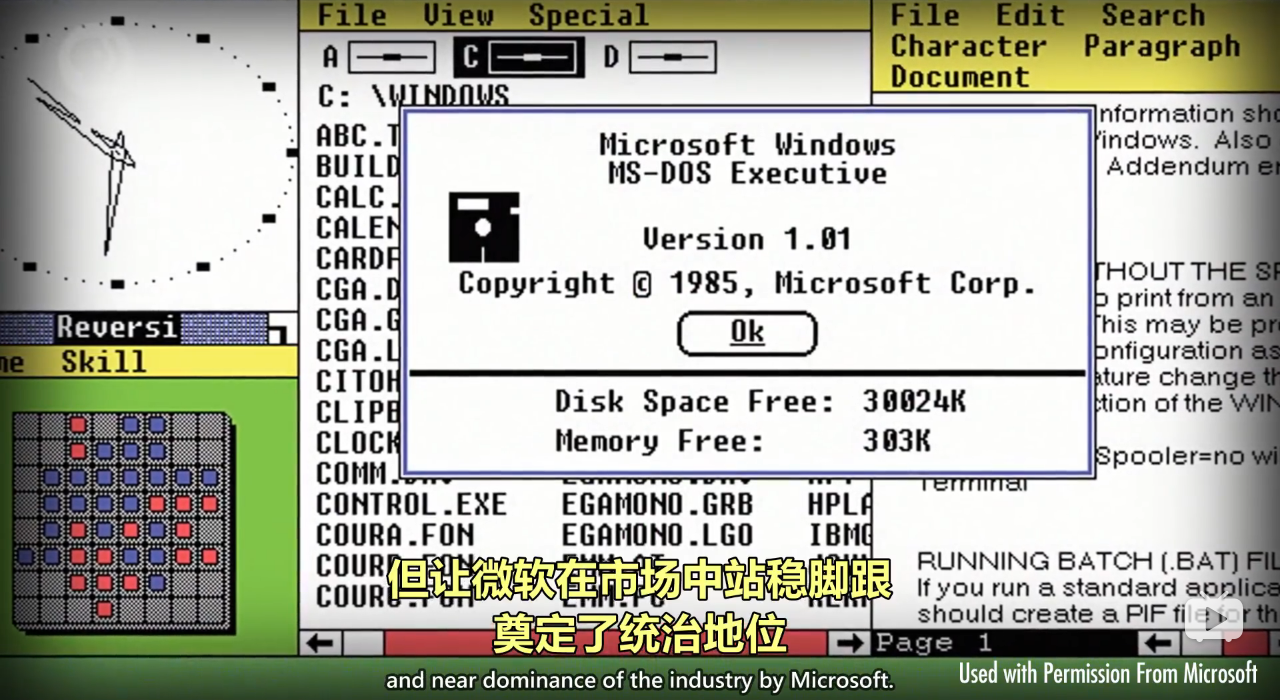 File View Special
A C D
C: \WINDOWS
ABC.T
BUILD
CALC.
CALEN
CARDF
CGA.D
CGA.G
CGA.L
CITOH
CLIPB
CLOCK
CONTROL.EXE EGAMONO.GRB HPLA
COURA.FON EGAMONO.LGO IBMG
File Edit Search
Character Paragraph
Document
nformation sho
indows. Also
Addendum e
THOUT THE SP
o print from an
This may be pr
onfiguration as
ature change th
ction of the WIN
Spooler=no wi
Terminal
RUNNING BATCH (.BAT) FIL
If you run a standard applica
should create a PIF file for th
Page 1
Reversi
me Skill
Microsoft Windows
MS-DOS Executive
Version 1.01
Copyright © 1985, Microsoft Corp.
Ok
Disk Space Free: 30024K
Memory Free: 303K
但让微软在市场中站稳脚跟
奠定了统治地位
and near dominance of the industry by Microsoft.
Used with Permission From Microsoft